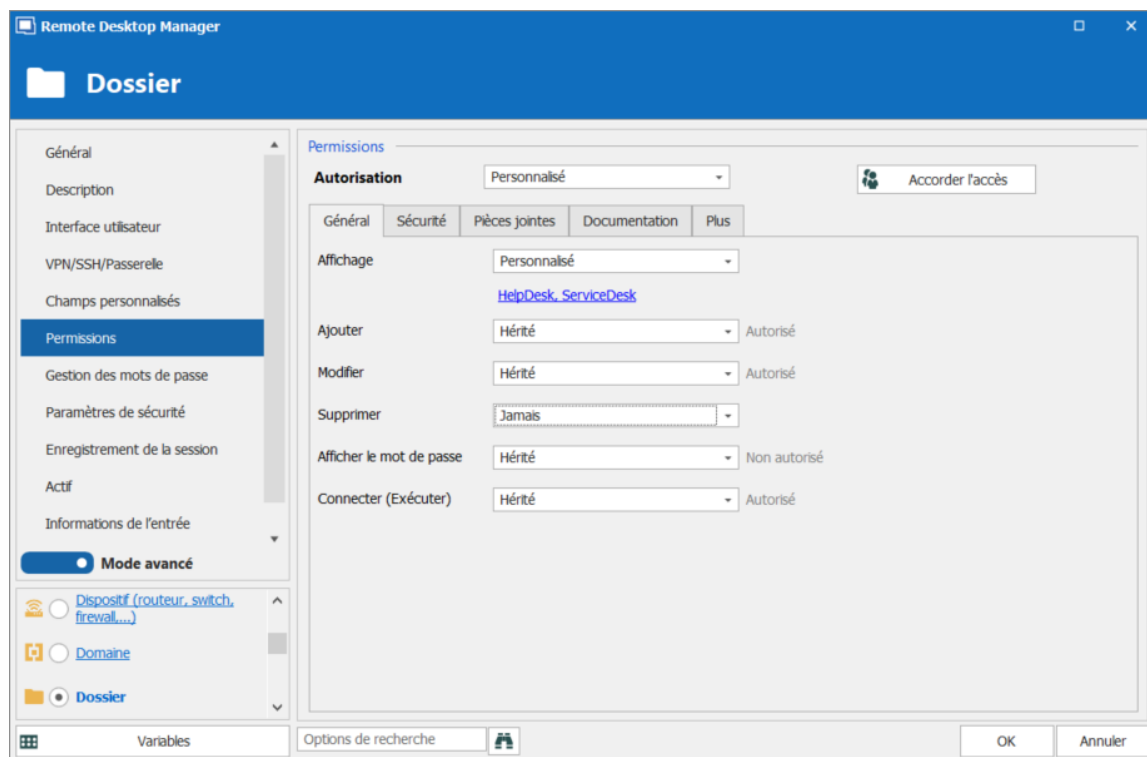 Remote Desktop Manager
Dossier
Général
Description
Interface utilisateur
VPN/SSH/Passerelle
Champs personnalisés
Permissions
Gestion des mots de passe
Paramètres de sécurité
Enregistrement de la session
Actif
Informations de l'entrée
Mode avancé
Dispositif (routeur, switch,
firewall,...)
Domaine
Dossier
Variables
Permissions
Autorisation Personnalisé Accorder l'accès
Général Sécurité Pièces jointes Documentation Plus
Affichage Personnalisé
HelpDesk, ServiceDesk
Ajouter Hérité Autorisé
Modifier Hérité Autorisé
Supprimer Jamais
Afficher le mot de passe Hérité Non autorisé
Connecter (Exécuter) Hérité Autorisé
Options de recherche OK Annuler